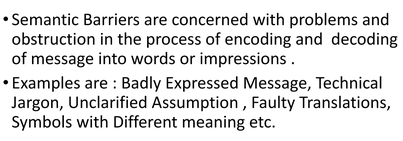 • Semantic Barriers are concerned with problems and
obstruction in the process of encoding and  decoding
of message into words or impressions .
• Examples are : Badly Expressed Message, Technical
Jargon, Unclarified Assumption , Faulty Translations,
Symbols with Different meaning etc.